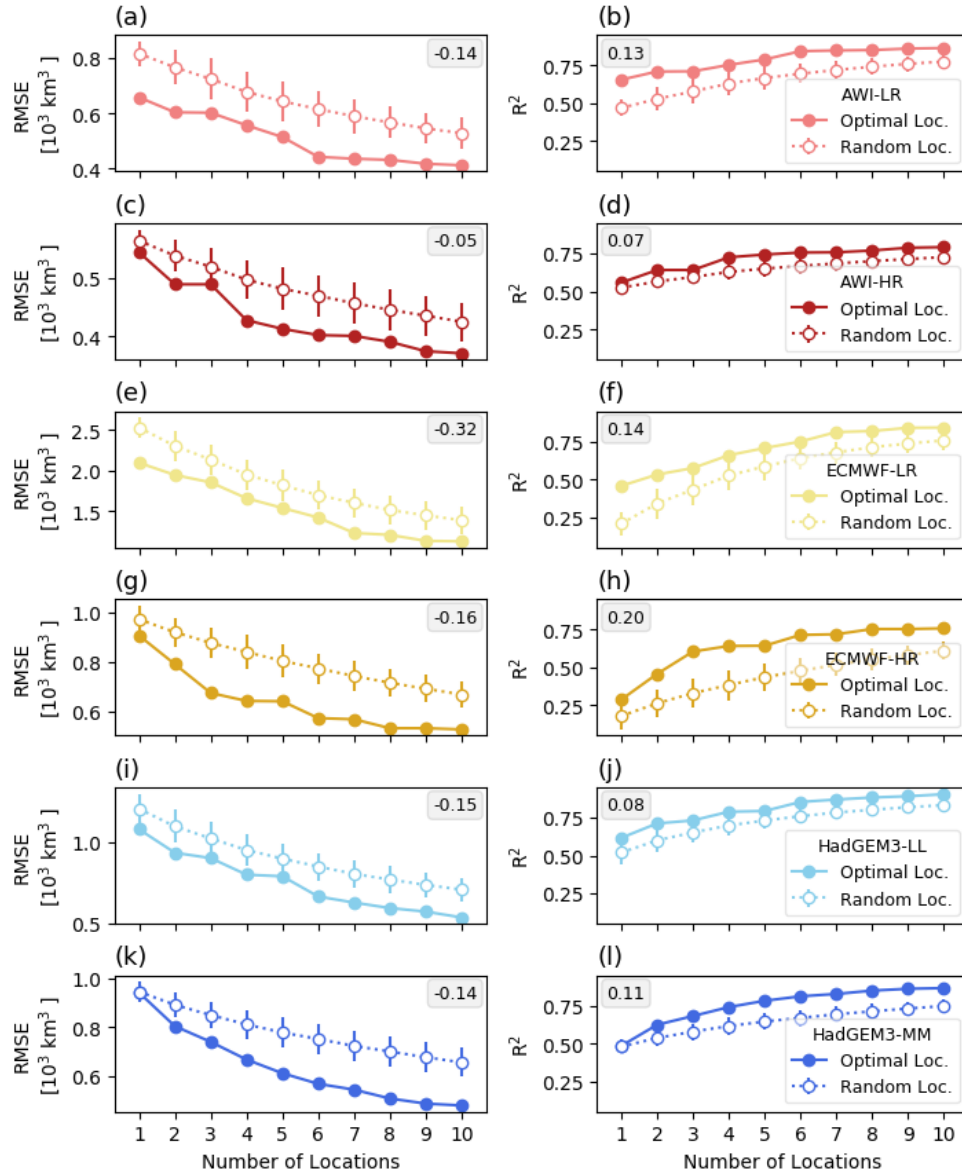 (a)
RMSE
[10³ km³ ]
0.8
0.6
0.4
-0.14
(b)
R²
0.75
0.50
0.25
0.13
AWI-LR
Optimal Loc.
Random Loc.
(c)
RMSE
[10³ km³ ]
0.5
0.4
-0.05
(d)
R²
0.75
0.50
0.25
0.07
AWI-HR
Optimal Loc.
Random Loc.
(e)
RMSE
[10³ km³ ]
2.5
2.0
1.5
-0.32
(f)
R²
0.75
0.50
0.25
0.14
ECMWF-LR
Optimal Loc.
Random Loc.
(g)
RMSE
[10³ km³ ]
1.0
0.8
0.6
-0.16
(h)
R²
0.75
0.50
0.25
0.20
ECMWF-HR
Optimal Loc.
Random Loc.
(i)
RMSE
[10³ km³ ]
1.0
0.5
-0.15
(j)
R²
0.75
0.50
0.25
0.08
HadGEM3-LL
Optimal Loc.
Random Loc.
(k)
RMSE
[10³ km³ ]
1.0
0.8
0.6
-0.14
1 2 3 4 5 6 7 8 9 10
Number of Locations
(l)
R²
0.75
0.50
0.25
0.11
HadGEM3-MM
Optimal Loc.
Random Loc.
1 2 3 4 5 6 7 8 9 10
Number of Locations